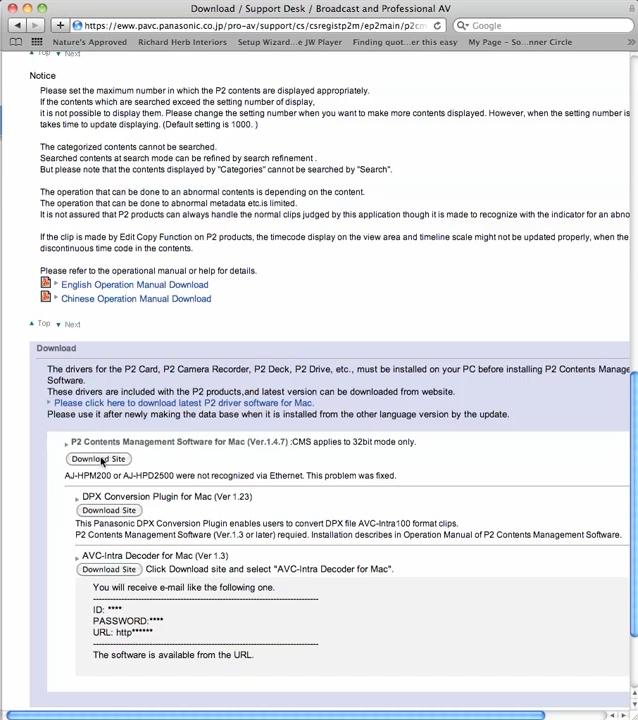 Download / Support Desk / Broadcast and Professional AV
https://www.pavc.panasonic.co.jp/pro-av/support/cs/csregistp2m/ep2main/p2cm
Google
Nature's Approved Richard Herb Interiors Setup Wizard...e JW Player Finding quot...er this easy My Page - So...nner Circle
Top Next
Notice
Please set the maximum number in which the P2 contents are displayed appropriately.
If the contents which are searched exceed the setting number of display,
it is not possible to display them. Please change the setting number when you want to make more contents displayed. However, when the setting number is
takes time to update displaying. (Default setting is 1000. )
The categorized contents cannot be searched.
Searched contents at search mode can be refined by search refinement .
But please note that the contents displayed by "Categories" cannot be searched by "Search".
The operation that can be done to an abnormal contents is depending on the content.
The operation that can be done to abnormal metadata etc.is limited.
It is not assured that P2 products can always handle the normal clips judged by this application though it is made to recognize with the indicator for an abno
If the clip is made by Edit Copy Function on P2 products, the timecode display on the view area and timeline scale might not be updated properly, when the
discontinuous time code in the contents.
Please refer to the operational manual or help for details.
English Operation Manual Download
Chinese Operation Manual Download
Top Next
Download
The drivers for the P2 Card, P2 Camera Recorder, P2 Deck, P2 Drive, etc., must be installed on your PC before installing P2 Contents Manage
Software.
These drivers are included with the P2 products,and latest version can be downloaded from website.
Please click here to download latest P2 driver software for Mac.
Please use it after newly making the data base when it is installed from the other language version by the update.
P2 Contents Management Software for Mac (Ver.1.4.7) :CMS applies to 32bit mode only.
Download Site
AJ-HPM200 or AJ-HPD2500 were not recognized via Ethernet. This problem was fixed.
DPX Conversion Plugin for Mac (Ver 1.23)
Download Site
This Panasonic DPX Conversion Plugin enables users to convert DPX file AVC-Intra100 format clips.
P2 Contents Management Software (Ver.1.3 or later) requied. Installation describes in Operation Manual of P2 Contents Management Software.
AVC-Intra Decoder for Mac (Ver 1.3)
Download Site Click Download site and select "AVC-Intra Decoder for Mac".
You will receive e-mail like the following one.
--------------------------------------------------------------------------------
ID: ****
PASSWORD:****
URL: http******
--------------------------------------------------------------------------------
The software is available from the URL.